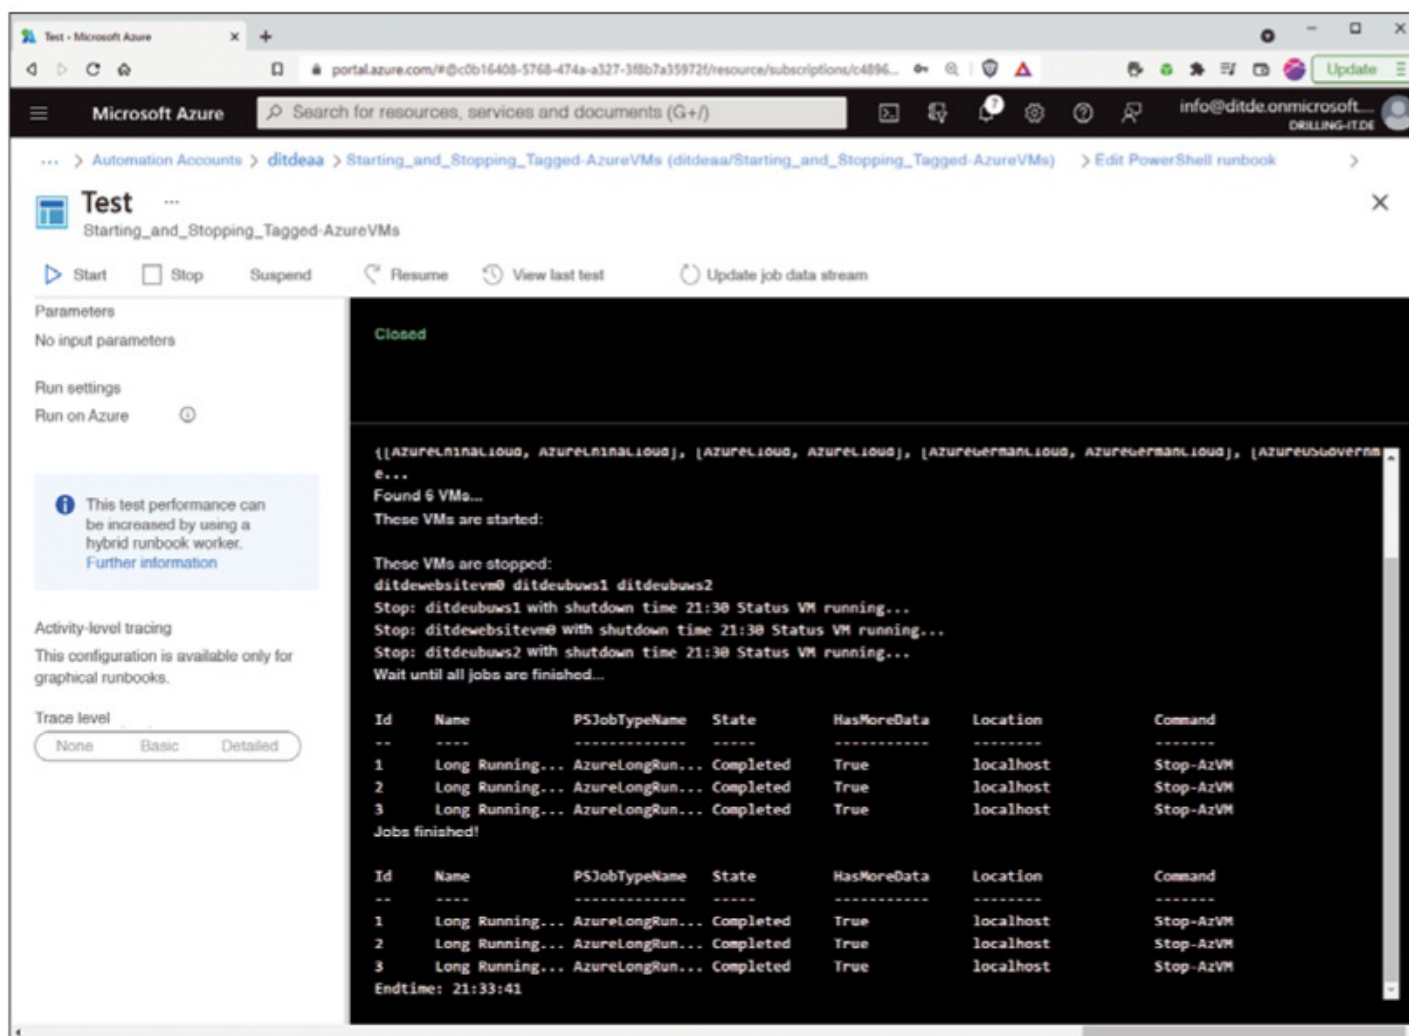 Test - Microsoft Azure
portal.azure.com/#@c0b16408-5768-474a-a327-3f8b7a35972f/resource/subscriptions/c4896...
Update
Microsoft Azure
Search for resources, services and documents (G+/)
7
info@ditde.onmicrosoft....
DRILLING-IT.DE
... > Automation Accounts > ditdeaa > Starting_and_Stopping_Tagged-AzureVMs (ditdeaa/Starting_and_Stopping_Tagged-AzureVMs) > Edit PowerShell runbook >
Test ...
Starting_and_Stopping_Tagged-AzureVMs
Start Stop Suspend Resume View last test Update job data stream
Parameters
No input parameters
Run settings
Run on Azure
This test performance can
be increased by using a
hybrid runbook worker.
Further information
Activity-level tracing
This configuration is available only for
graphical runbooks.
Trace level
None Basic Detailed
Closed
{[AzureChinaCloud, AzureChinaCloud], [AzureCloud, AzureCloud], [AzureGermanCloud, AzureGermanCloud], [AzureUSGovernm
e...
Found 6 VMs...
These VMs are started:
These VMs are stopped:
ditdewebsitevm0 ditdeubuws1 ditdeubuws2
Stop: ditdeubuws1 with shutdown time 21:30 Status VM running...
Stop: ditdewebsitevm0 with shutdown time 21:30 Status VM running...
Stop: ditdeubuws2 with shutdown time 21:30 Status VM running...
Wait until all jobs are finished...
Id Name PSJobTypeName State HasMoreData Location Command
-- ---- ------------- ----- ----------- -------- -------
1 Long Running... AzureLongRun... Completed True localhost Stop-AzVM
2 Long Running... AzureLongRun... Completed True localhost Stop-AzVM
3 Long Running... AzureLongRun... Completed True localhost Stop-AzVM
Jobs finished!
Id Name PSJobTypeName State HasMoreData Location Command
-- ---- ------------- ----- ----------- -------- -------
1 Long Running... AzureLongRun... Completed True localhost Stop-AzVM
2 Long Running... AzureLongRun... Completed True localhost Stop-AzVM
3 Long Running... AzureLongRun... Completed True localhost Stop-AzVM
Endtime: 21:33:41